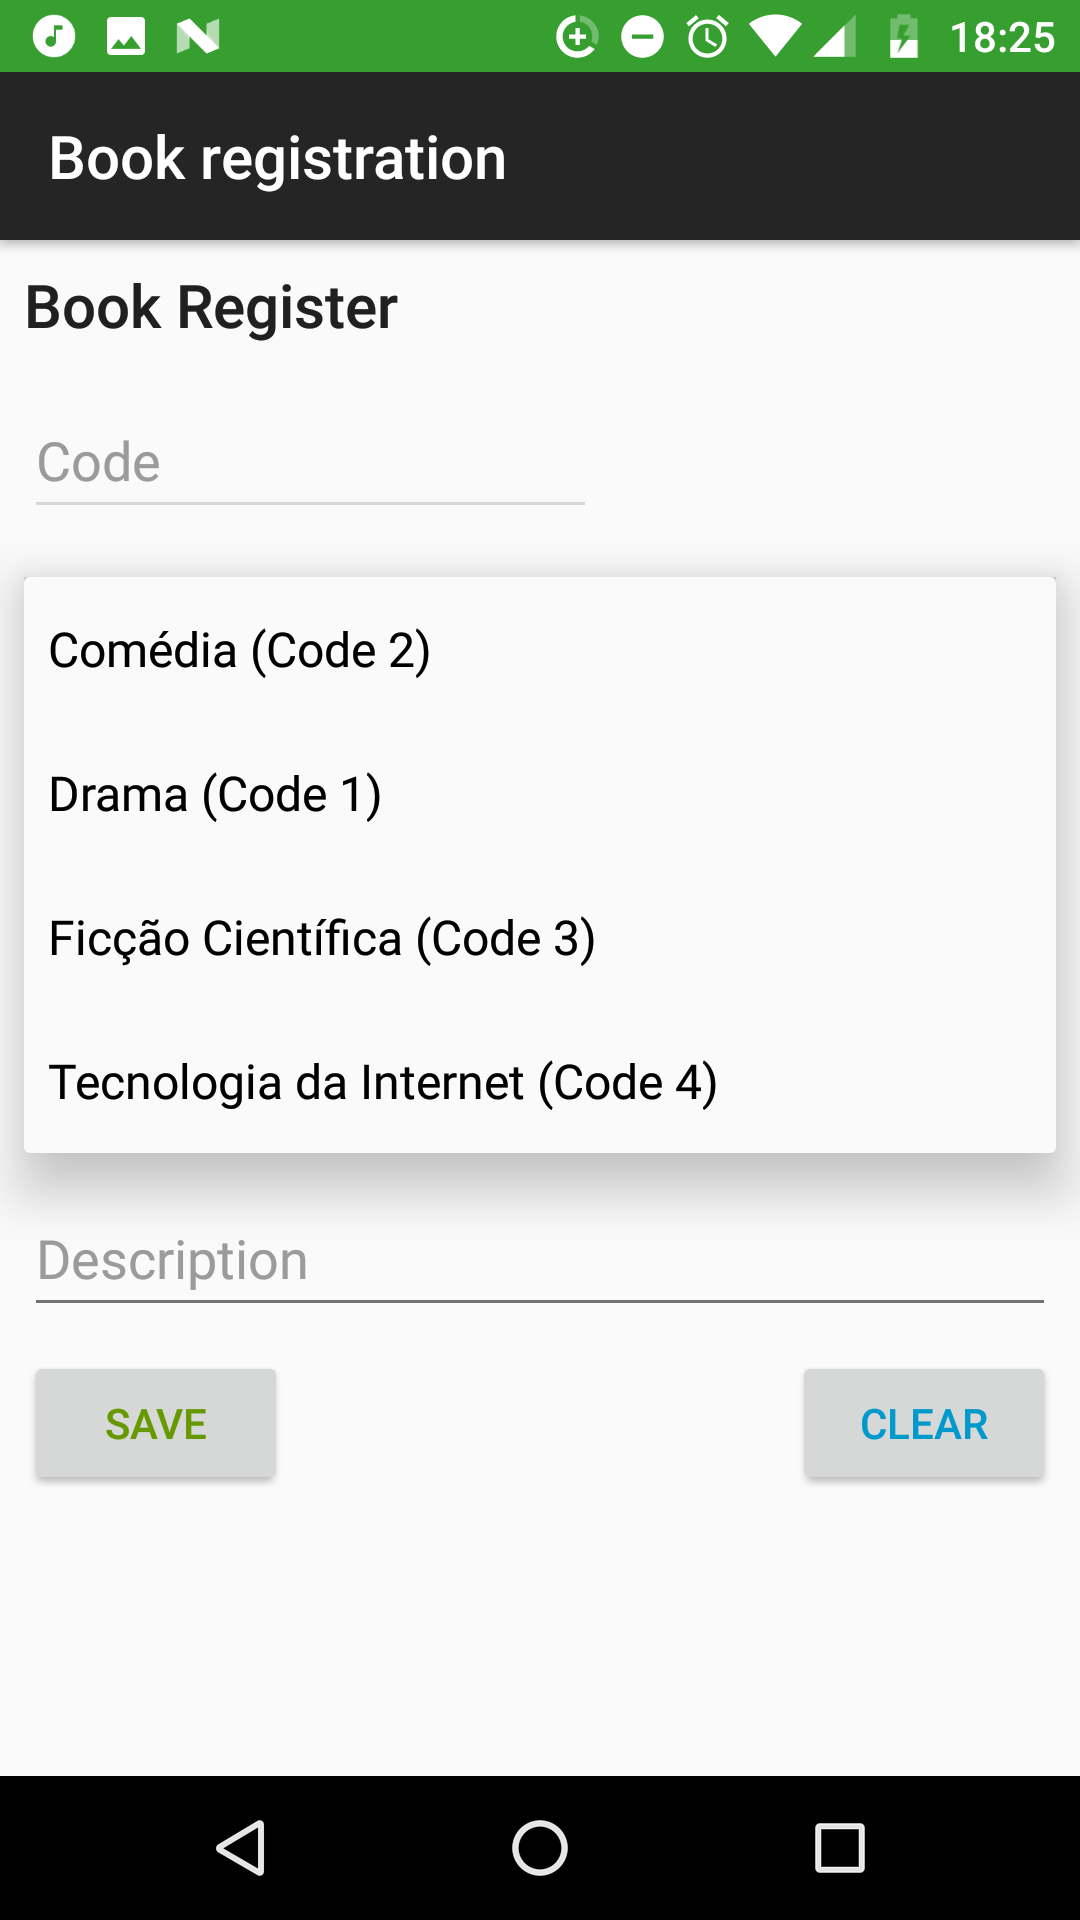 18:25
Book registration
Book Register
Code
Comédia (Code 2)
Drama (Code 1)
Ficção Científica (Code 3)
Tecnologia da Internet (Code 4)
Description
SAVE
CLEAR